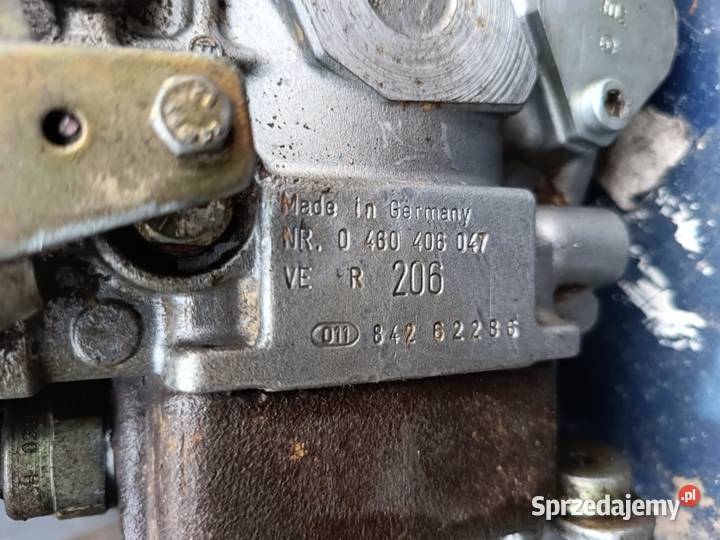 Made in Germany
NR. 0 460 406 047
VE R 206
011 842 62286
Sprzedajemy.pl